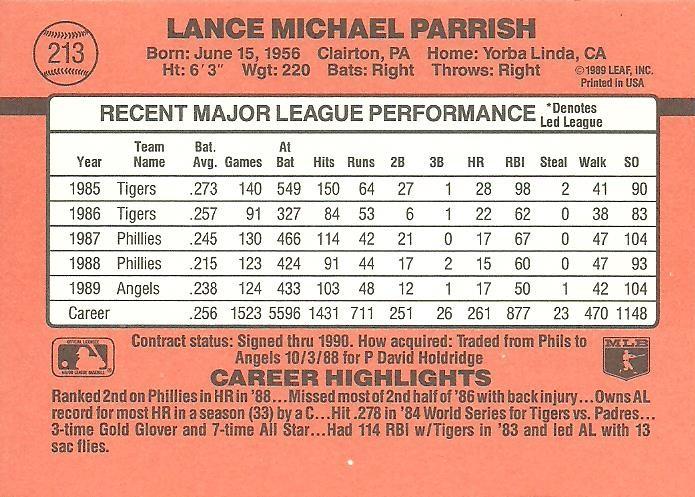 LANCE MICHAEL PARRISH
213
Born: June 15, 1956 Clairton, PA Home: Yorba Linda, CA
Ht: 6'3" Wgt: 220 Bats: Right Throws: Right
©1989 LEAF, INC.
Printed in USA
RECENT MAJOR LEAGUE PERFORMANCE *Denotes Led League
Year Team Name Bat. Avg. Games At Bat Hits Runs 2B 3B HR RBI Steal Walk SO
1985 Tigers .273 140 549 150 64 27 1 28 98 2 41 90
1986 Tigers .257 91 327 84 53 6 1 22 62 0 38 83
1987 Phillies .245 130 466 114 42 21 0 17 67 0 47 104
1988 Phillies .215 123 424 91 44 17 2 15 60 0 47 93
1989 Angels .238 124 433 103 48 12 1 17 50 1 42 104
Career .256 1523 5596 1431 711 251 26 261 877 23 470 1148
Contract status: Signed thru 1990. How acquired: Traded from Phils to
Angels 10/3/88 for P David Holdridge
MLB
CAREER HIGHLIGHTS
Ranked 2nd on Phillies in HR in '88...Missed most of 2nd half of '86 with back injury...Owns AL
record for most HR in a season (33) by a C...Hit .278 in '84 World Series for Tigers vs. Padres...
3-time Gold Glover and 7-time All Star...Had 114 RBI w/Tigers in '83 and led AL with 13
sac flies.